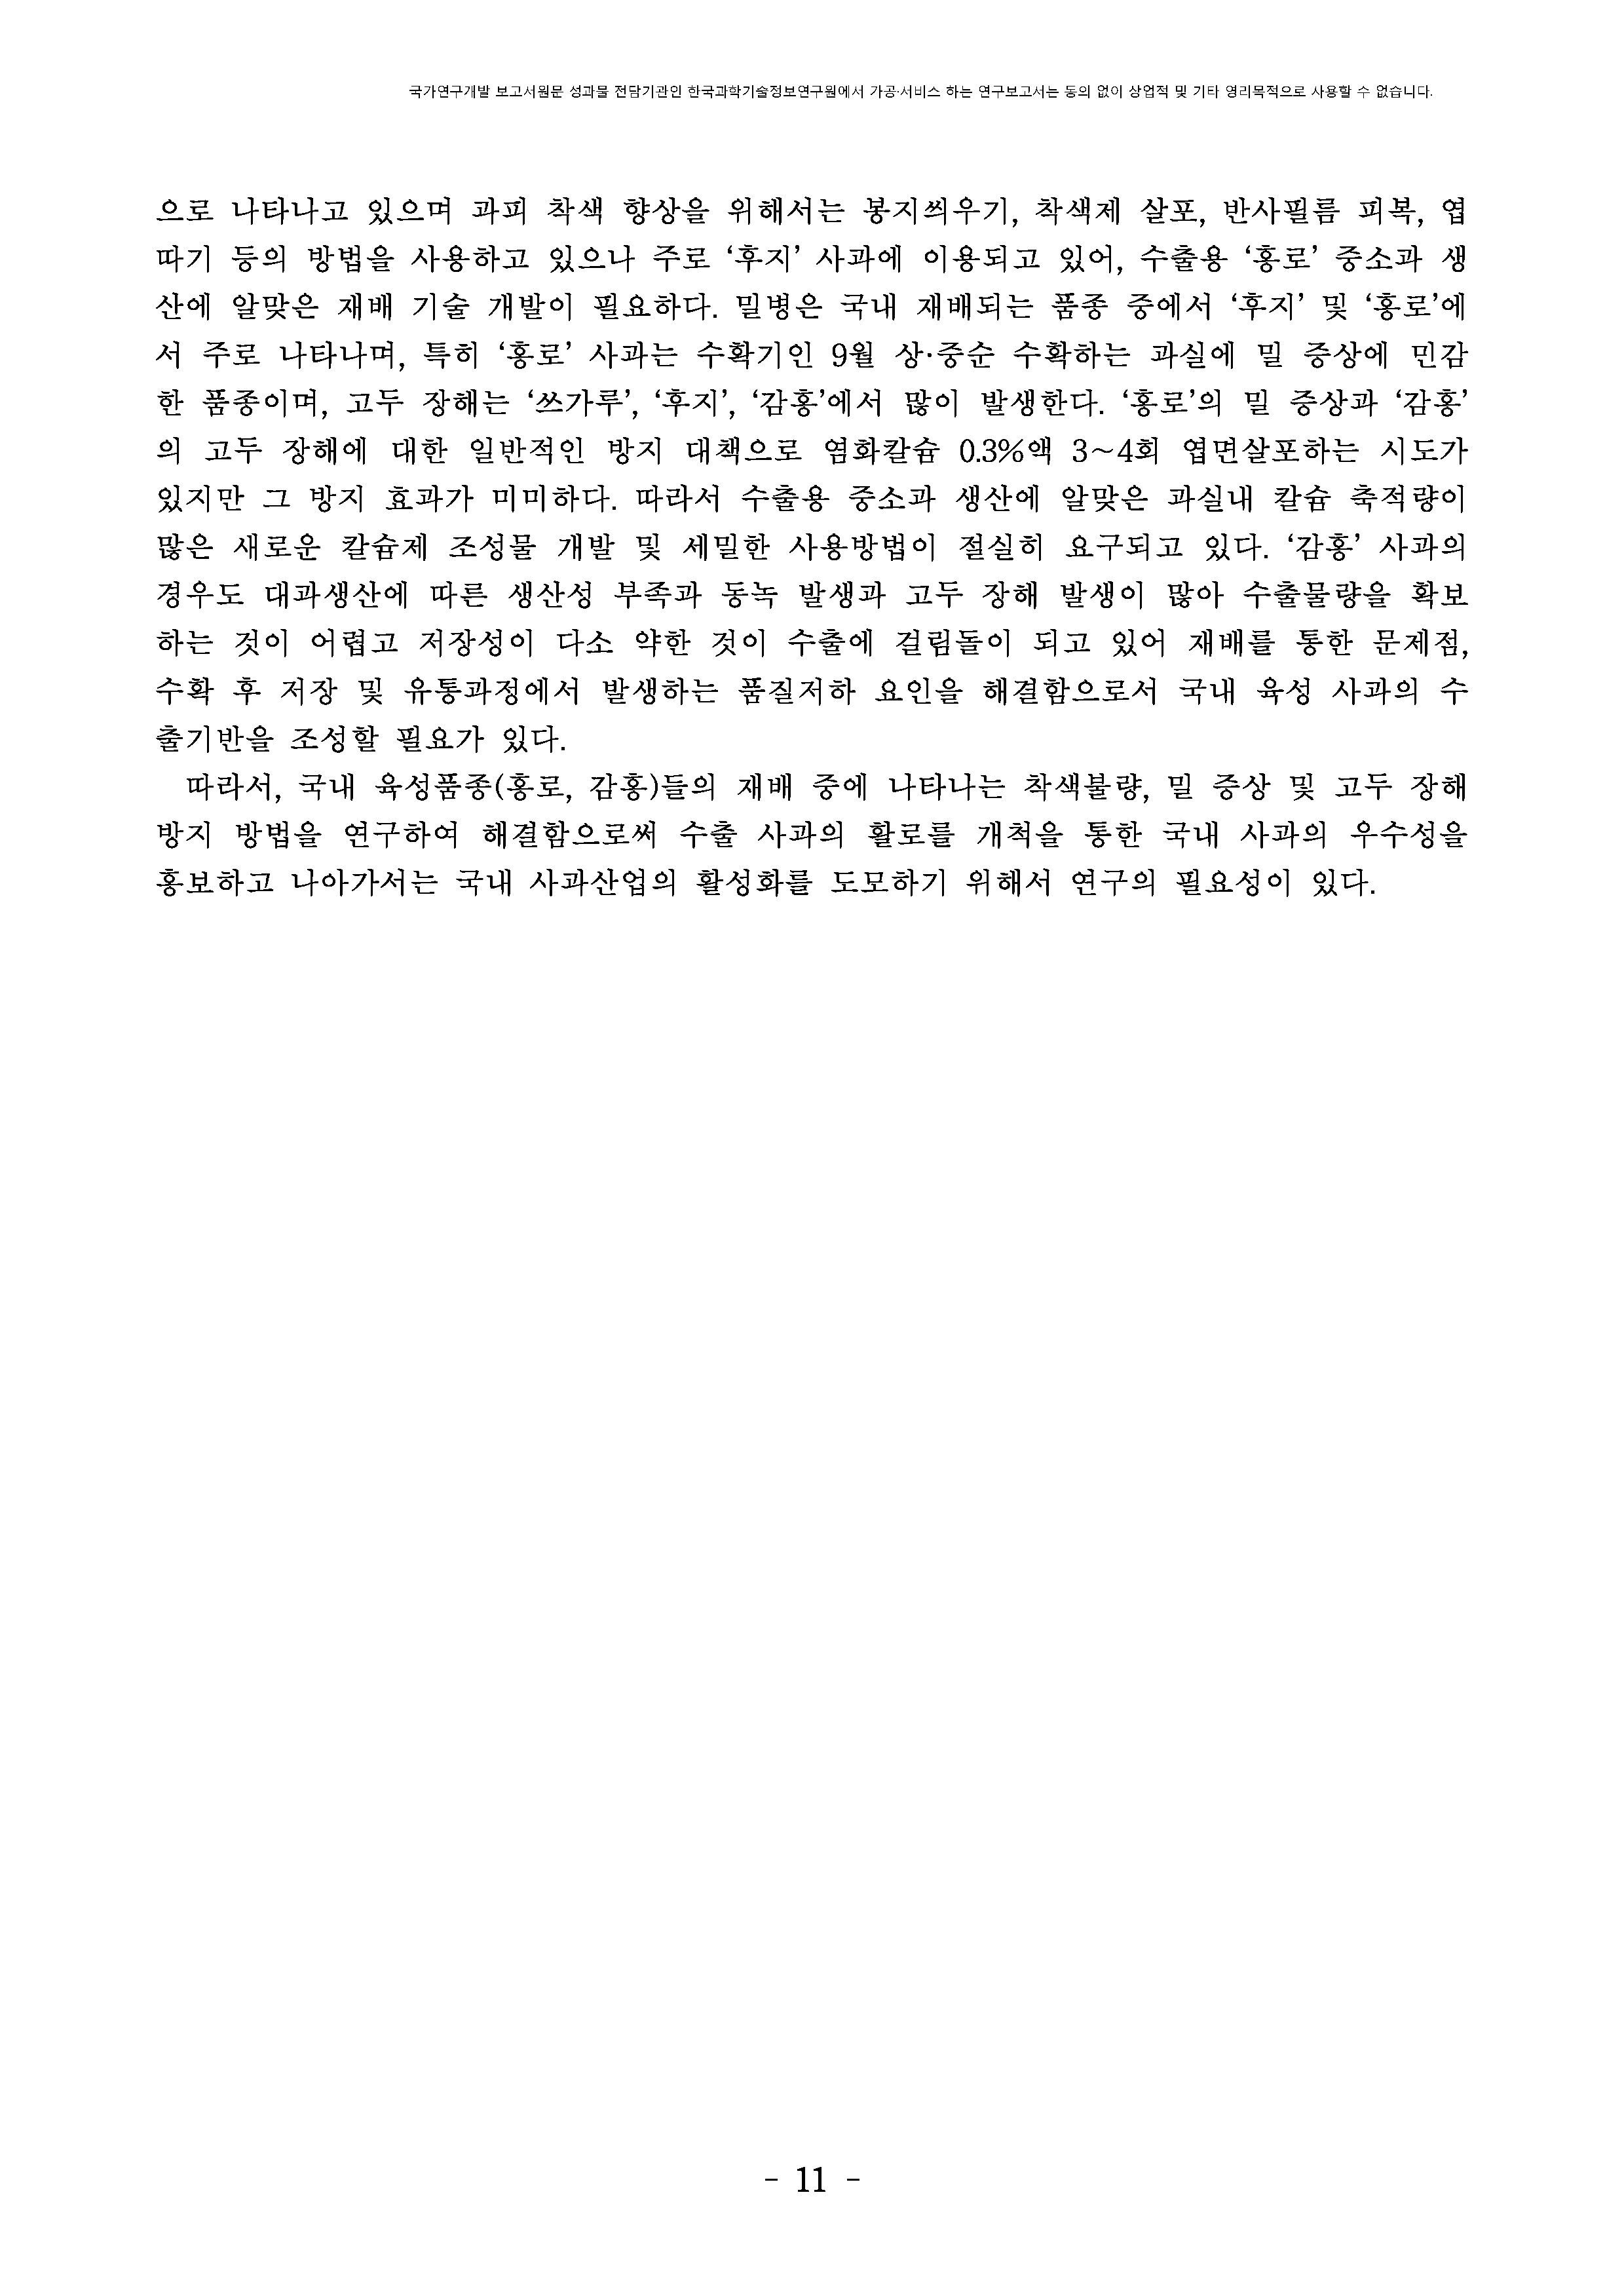 국가연구개발 보고서원문 성과물 전담기관인 한국과학기술정보연구원에서 가공·서비스 하는 연구보고서는 동의 없이 상업적 및 기타 영리목적으로 사용할 수 없습니다.
으로 나타나고 있으며 과피 착색 향상을 위해서는 봉지씌우기, 착색제 살포, 반사필름 피복, 엽
따기 등의 방법을 사용하고 있으나 주로 ‘후지’ 사과에 이용되고 있어, 수출용 ‘홍로’ 중소과 생
산에 알맞은 재배 기술 개발이 필요하다. 밀병은 국내 재배되는 품종 중에서 ‘후지’ 및 ‘홍로’에
서 주로 나타나며, 특히 ‘홍로’ 사과는 수확기인 9월 상·중순 수확하는 과실에 밀 증상에 민감
한 품종이며, 고두 장해는 ‘쓰가루’, ‘후지’, ‘감홍’에서 많이 발생한다. ‘홍로’의 밀 증상과 ‘감홍’
의 고두 장해에 대한 일반적인 방지 대책으로 염화칼슘 0.3%액 3~4회 엽면살포하는 시도가
있지만 그 방지 효과가 미미하다. 따라서 수출용 중소과 생산에 알맞은 과실내 칼슘 축적량이
많은 새로운 칼슘제 조성물 개발 및 세밀한 사용방법이 절실히 요구되고 있다. ‘감홍’ 사과의
경우도 대과생산에 따른 생산성 부족과 동녹 발생과 고두 장해 발생이 많아 수출물량을 확보
하는 것이 어렵고 저장성이 다소 약한 것이 수출에 걸림돌이 되고 있어 재배를 통한 문제점,
수확 후 저장 및 유통과정에서 발생하는 품질저하 요인을 해결함으로서 국내 육성 사과의 수
출기반을 조성할 필요가 있다.
따라서, 국내 육성품종(홍로, 감홍)들의 재배 중에 나타나는 착색불량, 밀 증상 및 고두 장해
방지 방법을 연구하여 해결함으로써 수출 사과의 활로를 개척을 통한 국내 사과의 우수성을
홍보하고 나아가서는 국내 사과산업의 활성화를 도모하기 위해서 연구의 필요성이 있다.
- 11 -